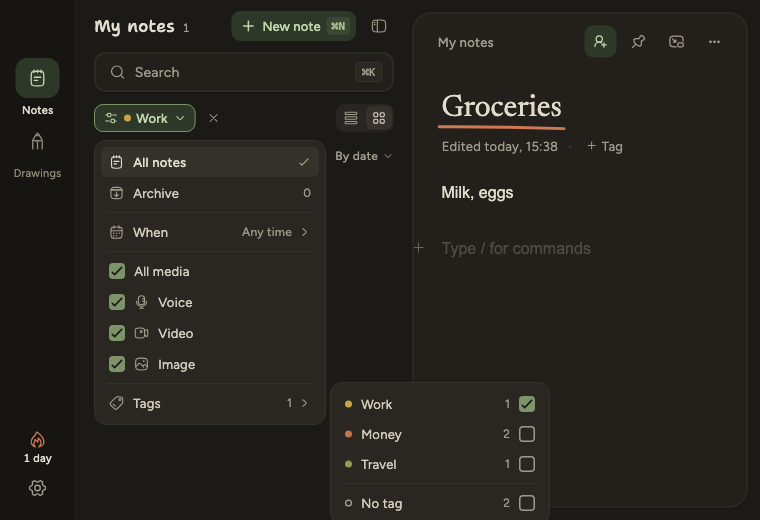 Notes
Drawings
1 day
My notes 1
New note ⌘N
Search ⌘K
Work
By date
All notes
Archive 0
When Any time
All media
Voice
Video
Image
Tags 1
Work 1
Money 2
Travel 1
No tag 2
My notes
Groceries
Edited today, 15:38 · + Tag
Milk, eggs
Type / for commands